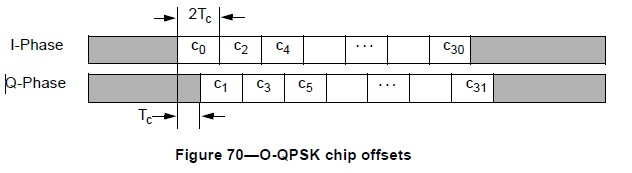 2Tc
I-Phase c0 c2 c4 ... c30
Q-Phase c1 c3 c5 ... c31
Tc
Figure 70—O-QPSK chip offsets